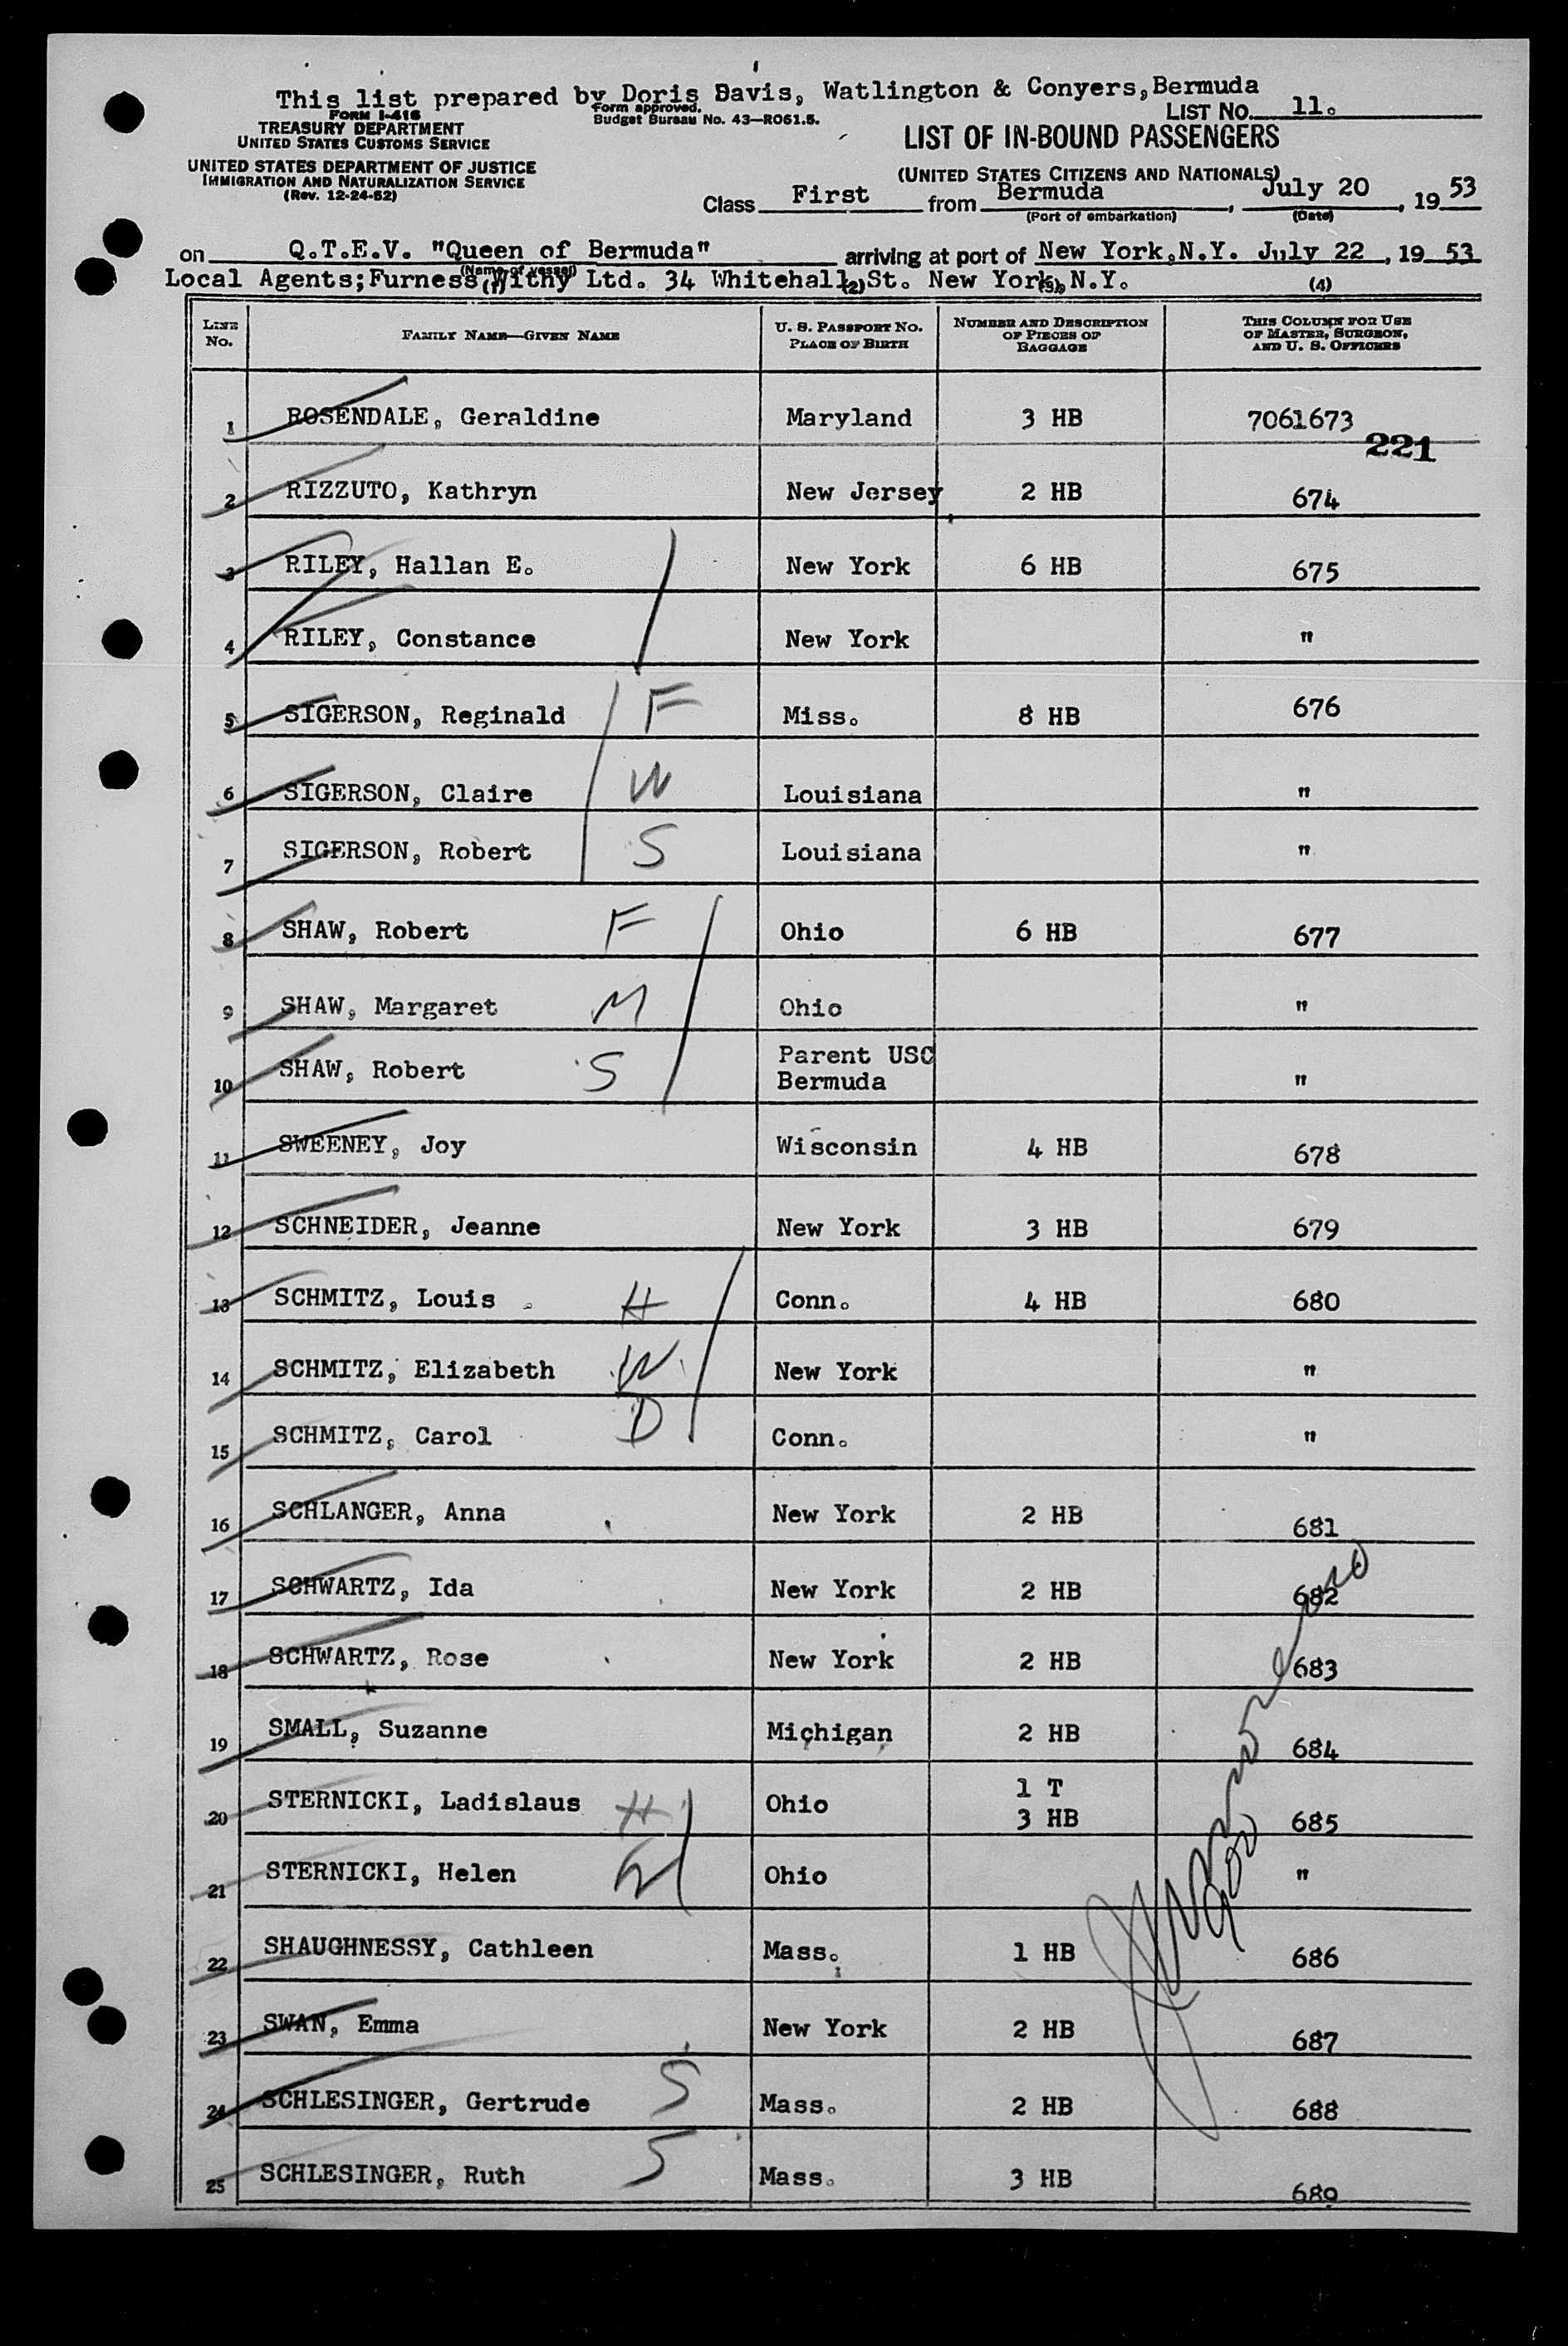 This list prepared by Doris Davis, Watlington & Conyers, Bermuda
FORM I-416
TREASURY DEPARTMENT
UNITED STATES CUSTOMS SERVICE
UNITED STATES DEPARTMENT OF JUSTICE
IMMIGRATION AND NATURALIZATION SERVICE
(Rev. 12-24-52)
Form approved.
Budget Bureau No. 43—RO61.5.
LIST NO. 11.
LIST OF IN-BOUND PASSENGERS
(UNITED STATES CITIZENS AND NATIONALS)
Class First from Bermuda, July 20, 19 53
(Port of embarkation) (Date)
on Q.T.E.V. "Queen of Bermuda" arriving at port of New York, N.Y. July 22, 19 53
(Name of vessel)
Local Agents; Furness Withy Ltd. 34 Whitehall St. New York, N.Y.
(1) (2) (3) (4)
LINE NO. FAMILY NAME—GIVEN NAME U. S. PASSPORT NO. PLACE OF BIRTH NUMBER AND DESCRIPTION OF PIECES OF BAGGAGE THIS COLUMN FOR USE OF MASTER, SURGEON, AND U. S. OFFICERS
1 ROSENDALE, Geraldine Maryland 3 HB 7061673
221
2 RIZZUTO, Kathryn New Jersey 2 HB 674
3 RILEY, Hallan E. New York 6 HB 675
4 RILEY, Constance New York "
5 SIGERSON, Reginald F Miss. 8 HB 676
6 SIGERSON, Claire W Louisiana "
7 SIGERSON, Robert S Louisiana "
8 SHAW, Robert F Ohio 6 HB 677
9 SHAW, Margaret M Ohio "
10 SHAW, Robert S Parent USC Bermuda "
11 SWEENEY, Joy Wisconsin 4 HB 678
12 SCHNEIDER, Jeanne New York 3 HB 679
13 SCHMITZ, Louis H Conn. 4 HB 680
14 SCHMITZ, Elizabeth W New York "
15 SCHMITZ, Carol D Conn. "
16 SCHLANGER, Anna New York 2 HB 681
17 SCHWARTZ, Ida New York 2 HB 682
18 SCHWARTZ, Rose New York 2 HB 683
19 SMALL, Suzanne Michigan 2 HB 684
20 STERNICKI, Ladislaus H Ohio 1 T 3 HB 685
21 STERNICKI, Helen W Ohio "
22 SHAUGHNESSY, Cathleen Mass. 1 HB 686
23 SWAN, Emma New York 2 HB 687
24 SCHLESINGER, Gertrude S Mass. 2 HB 688
25 SCHLESINGER, Ruth S Mass. 3 HB 689